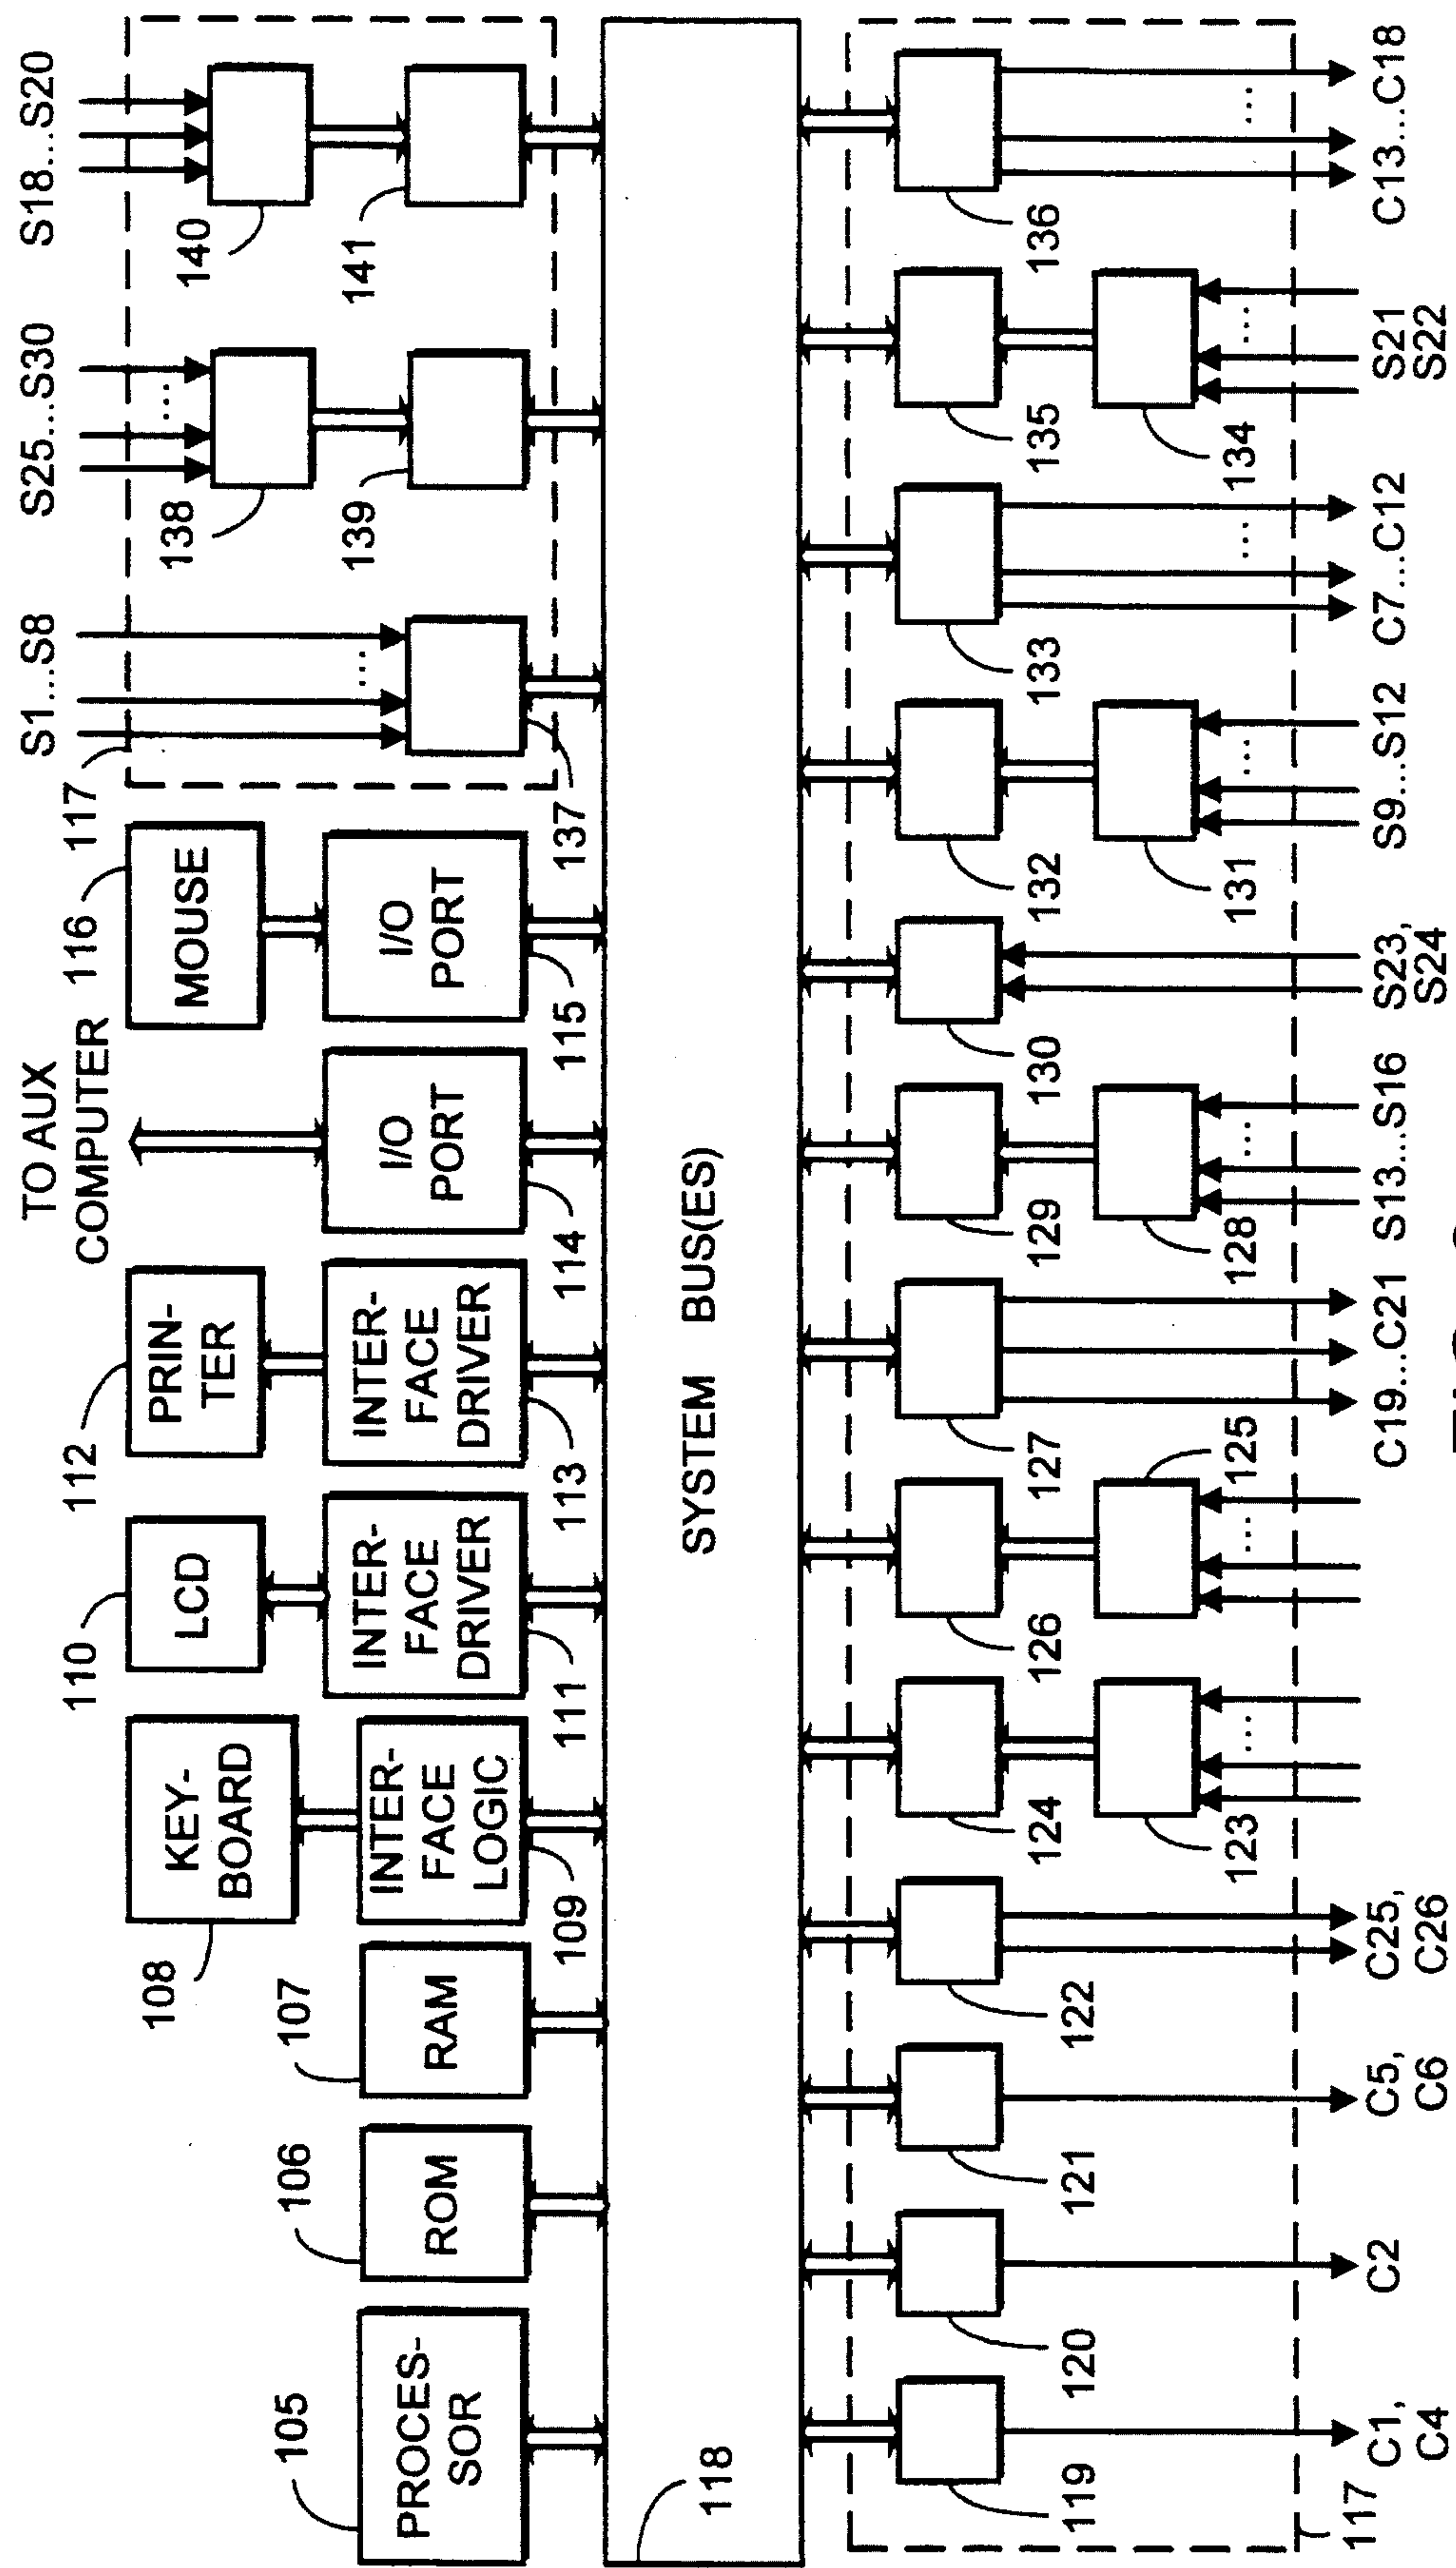 TO AUX
COMPUTER
S1...S8
S25...S30
S18...S20
105
PROCES-
SOR
106
ROM
107
RAM
108
KEY-
BOARD
109
INTER-
FACE
LOGIC
110
LCD
111
INTER-
FACE
DRIVER
112
PRIN-
TER
113
INTER-
FACE
DRIVER
114
I/O
PORT
115
I/O
PORT
116
MOUSE
117
137
138
...
139
140
141
...
118
SYSTEM BUS(ES)
119
120
121
122
124
126
127
129
130
132
133
135
136
123
...
125
...
128
...
131
...
134
...
...
...
117
C1,
C4
C2
C5,
C6
C25,
C26
C19...C21
S13...S16
S23,
S24
S9...S12
C7...C12
S21
S22
C13...C18